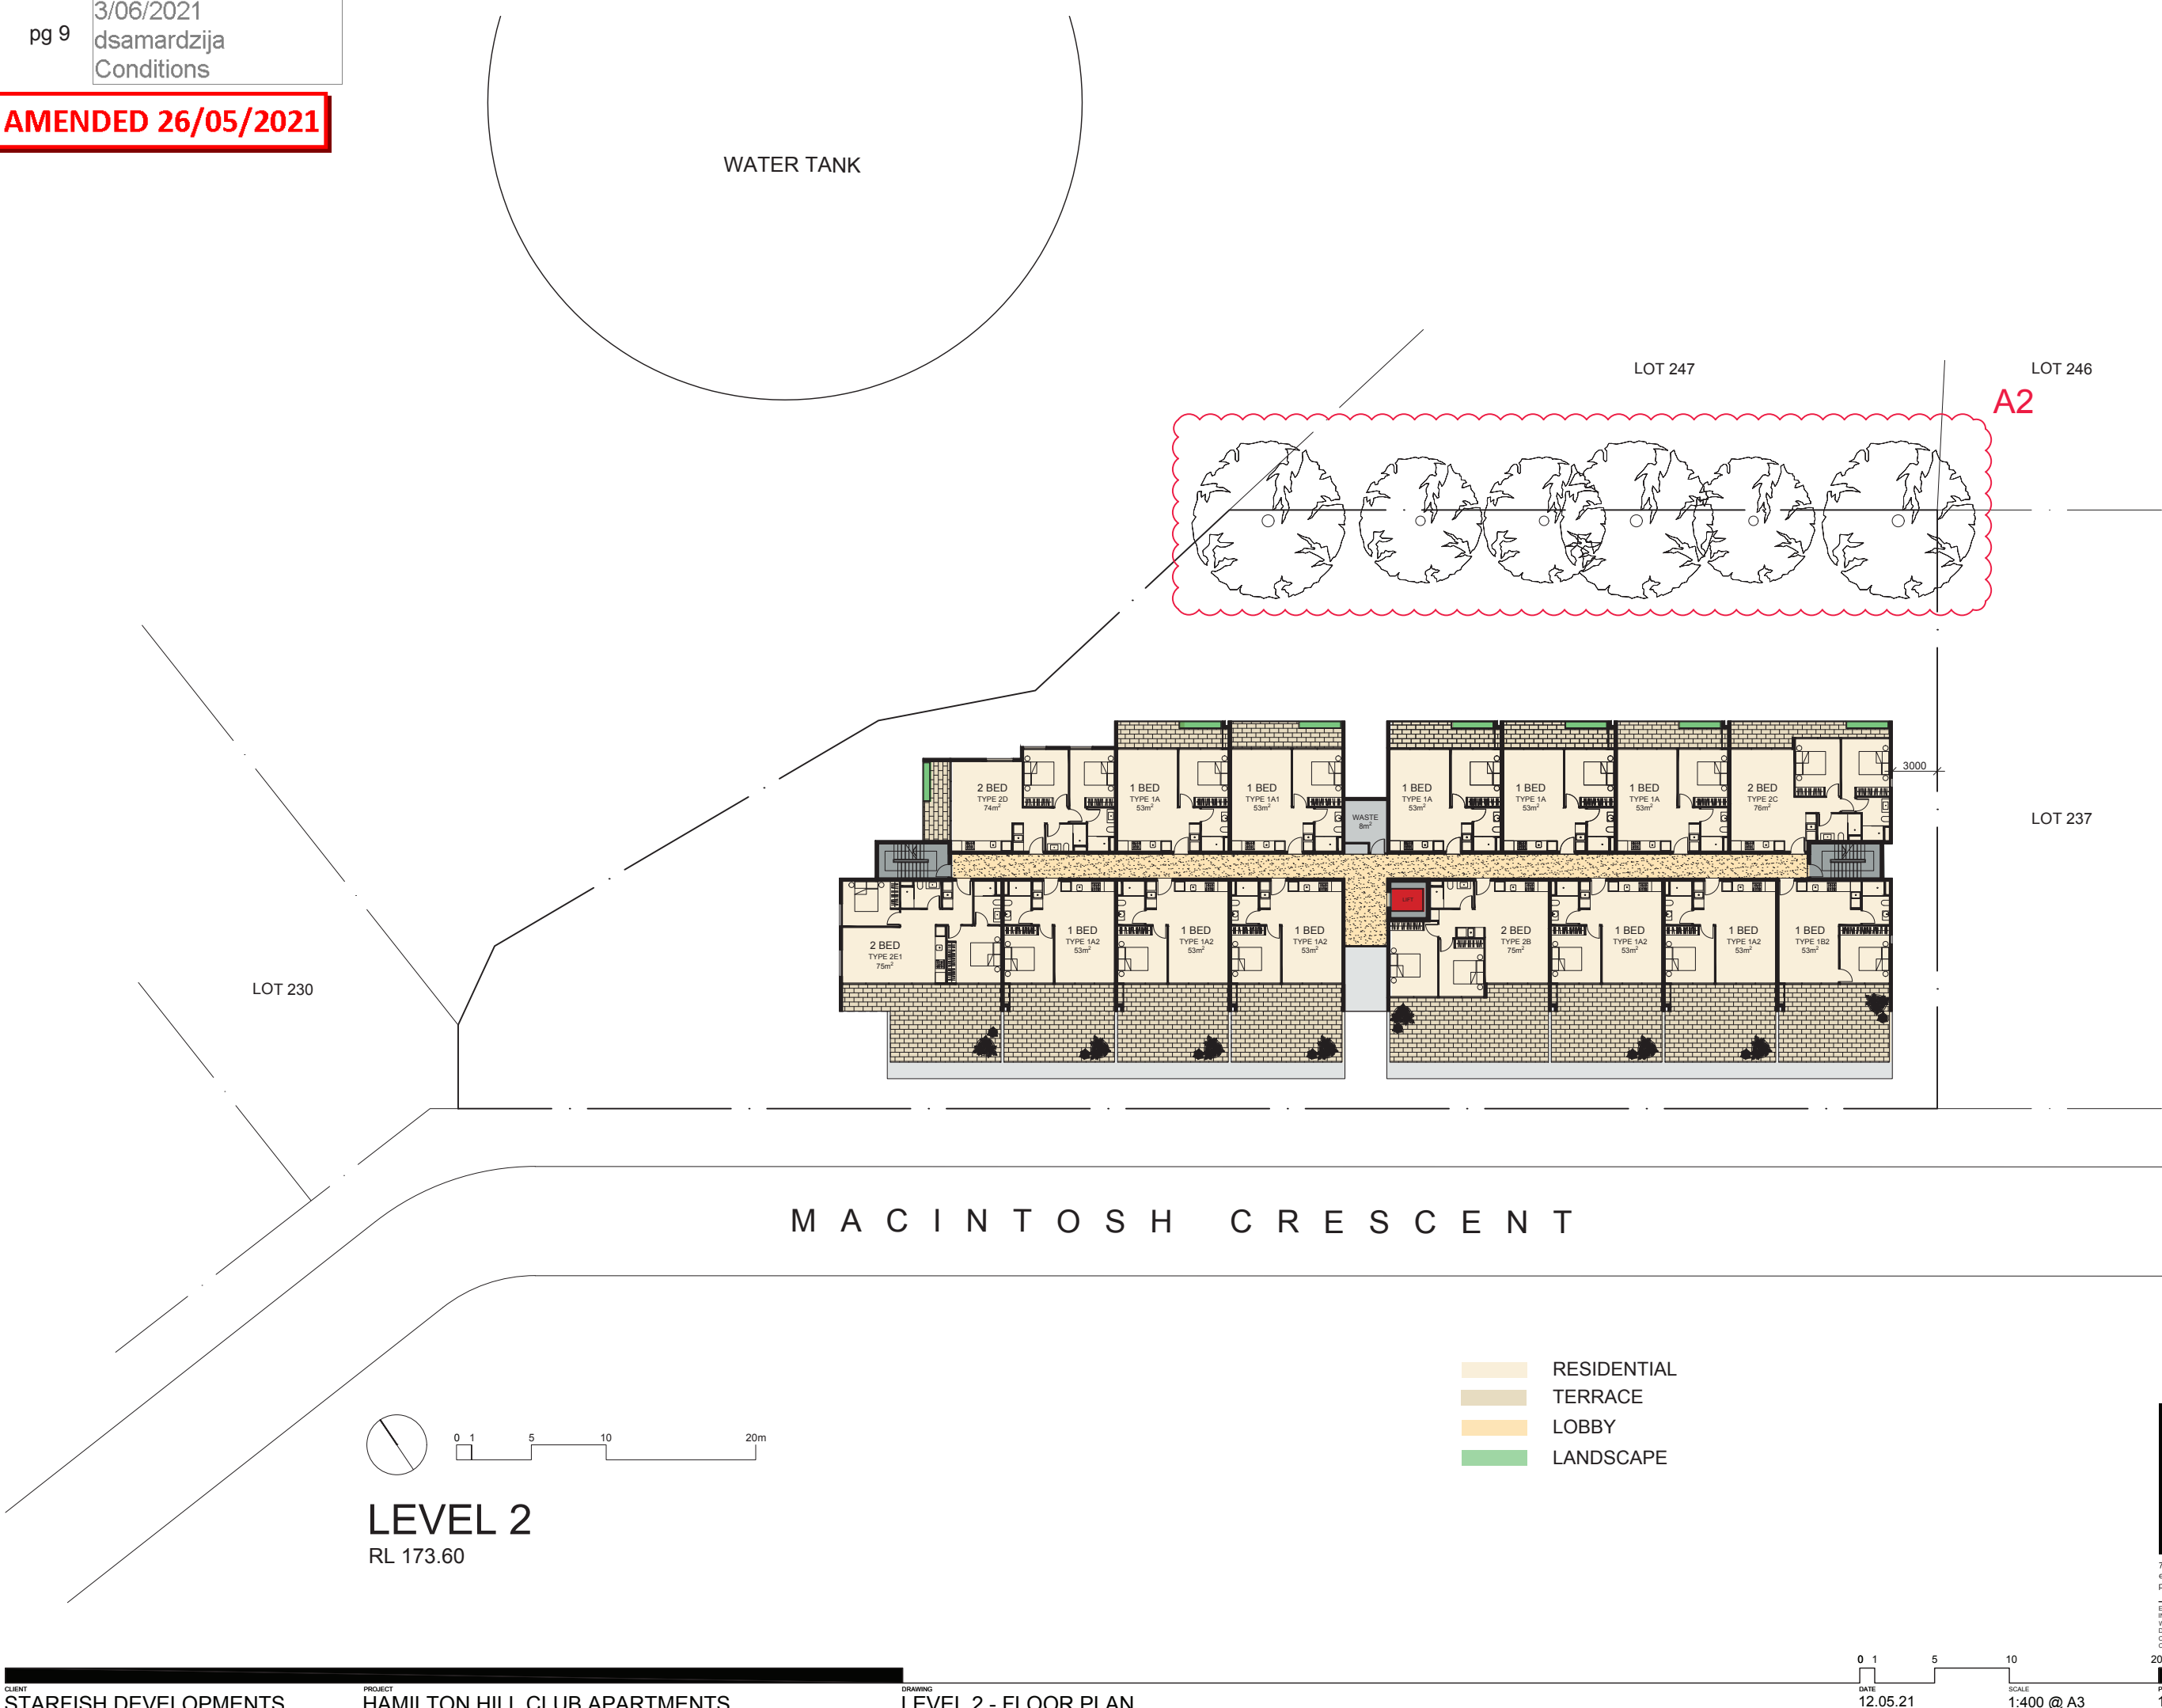 pg 9
3/06/2021
dsamardzija
Conditions
AMENDED 26/05/2021
WATER TANK
LOT 247
LOT 246
A2
3000
2 BED
TYPE 2D
74m²
1 BED
TYPE 1A
53m²
1 BED
TYPE 1A1
53m²
WASTE
8m²
1 BED
TYPE 1A
53m²
1 BED
TYPE 1A
53m²
1 BED
TYPE 1A
53m²
2 BED
TYPE 2C
76m²
LOT 237
LIFT
2 BED
TYPE 2E1
75m²
1 BED
TYPE 1A2
53m²
1 BED
TYPE 1A2
53m²
1 BED
TYPE 1A2
53m²
2 BED
TYPE 2B
75m²
1 BED
TYPE 1A2
53m²
1 BED
TYPE 1A2
53m²
1 BED
TYPE 1B2
53m²
LOT 230
MACINTOSH CRESCENT
RESIDENTIAL
TERRACE
LOBBY
LANDSCAPE
0 1 5 10 20m
LEVEL 2
RL 173.60
0 1 5 10 20
CLIENT
STARFISH DEVELOPMENTS
PROJECT
HAMILTON HILL CLUB APARTMENTS
DRAWING
LEVEL 2 - FLOOR PLAN
DATE
12.05.21
SCALE
1:400 @ A3